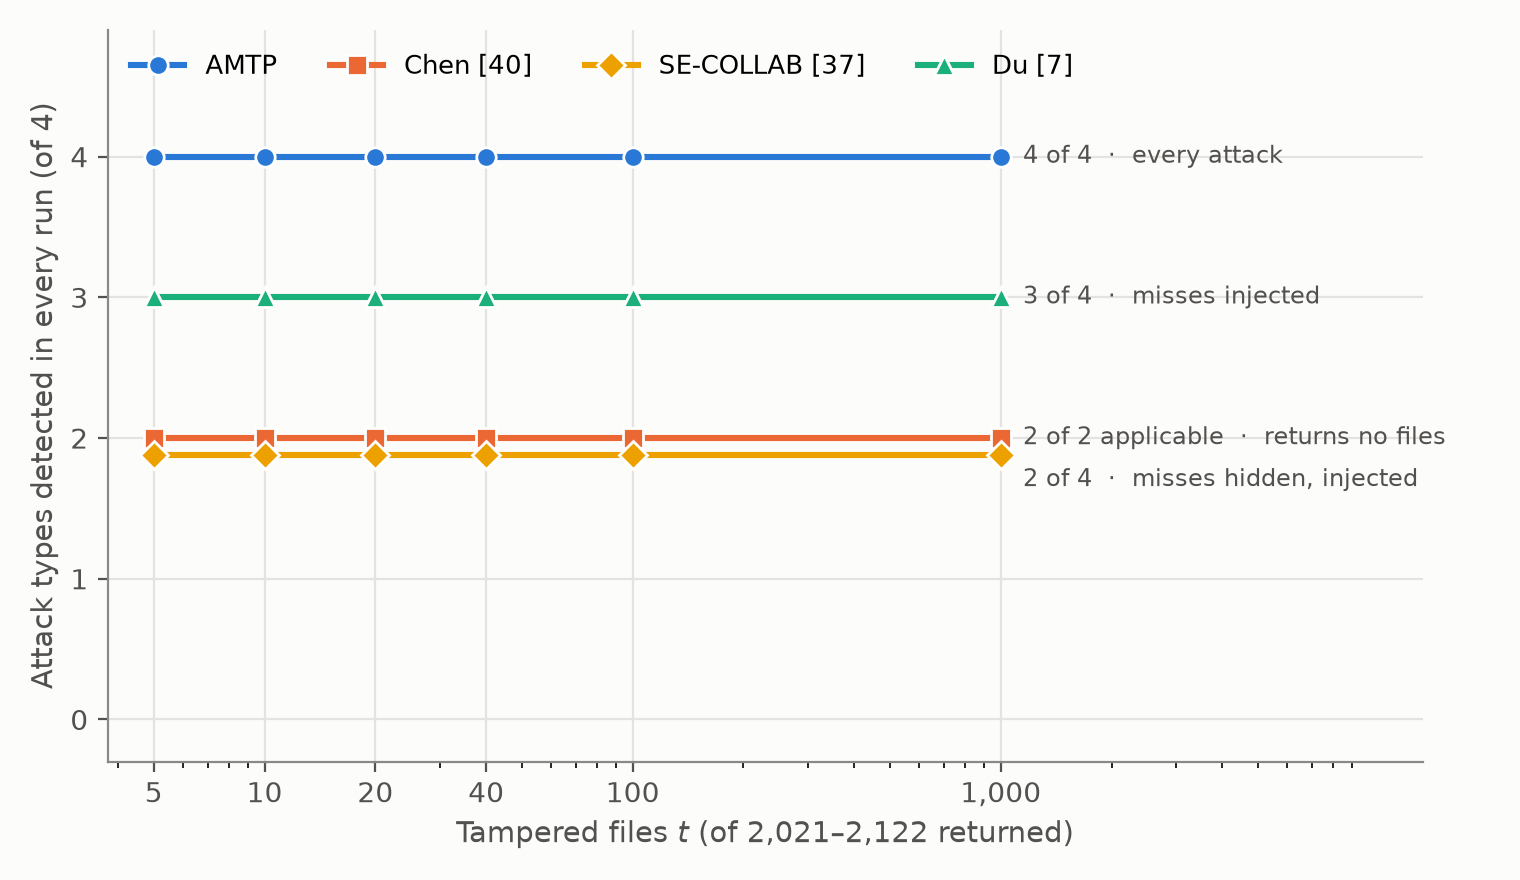 AMTP
Chen [40]
SE-COLLAB [37]
Du [7]
Attack types detected in every run (of 4)
4
3
2
1
0
4 of 4 · every attack
3 of 4 · misses injected
2 of 2 applicable · returns no files
2 of 4 · misses hidden, injected
5
10
20
40
100
1,000
Tampered files t (of 2,021–2,122 returned)